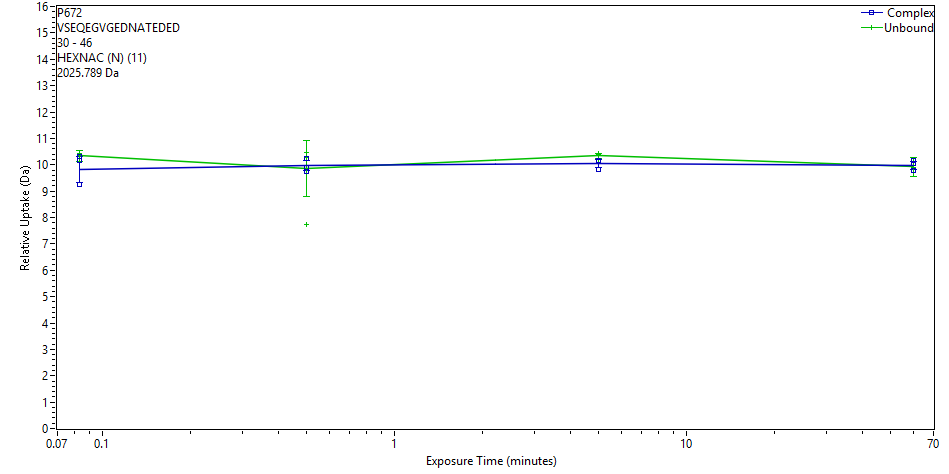 P672
VSEQEGVGEDNATEDED
30 - 46
HEXNAC (N) (11)
2025.789 Da
Complex
Unbound
Relative Uptake (Da)
16
15
14
13
12
11
10
9
8
7
6
5
4
3
2
1
0
0.07 0.1 1 10 70
Exposure Time (minutes)